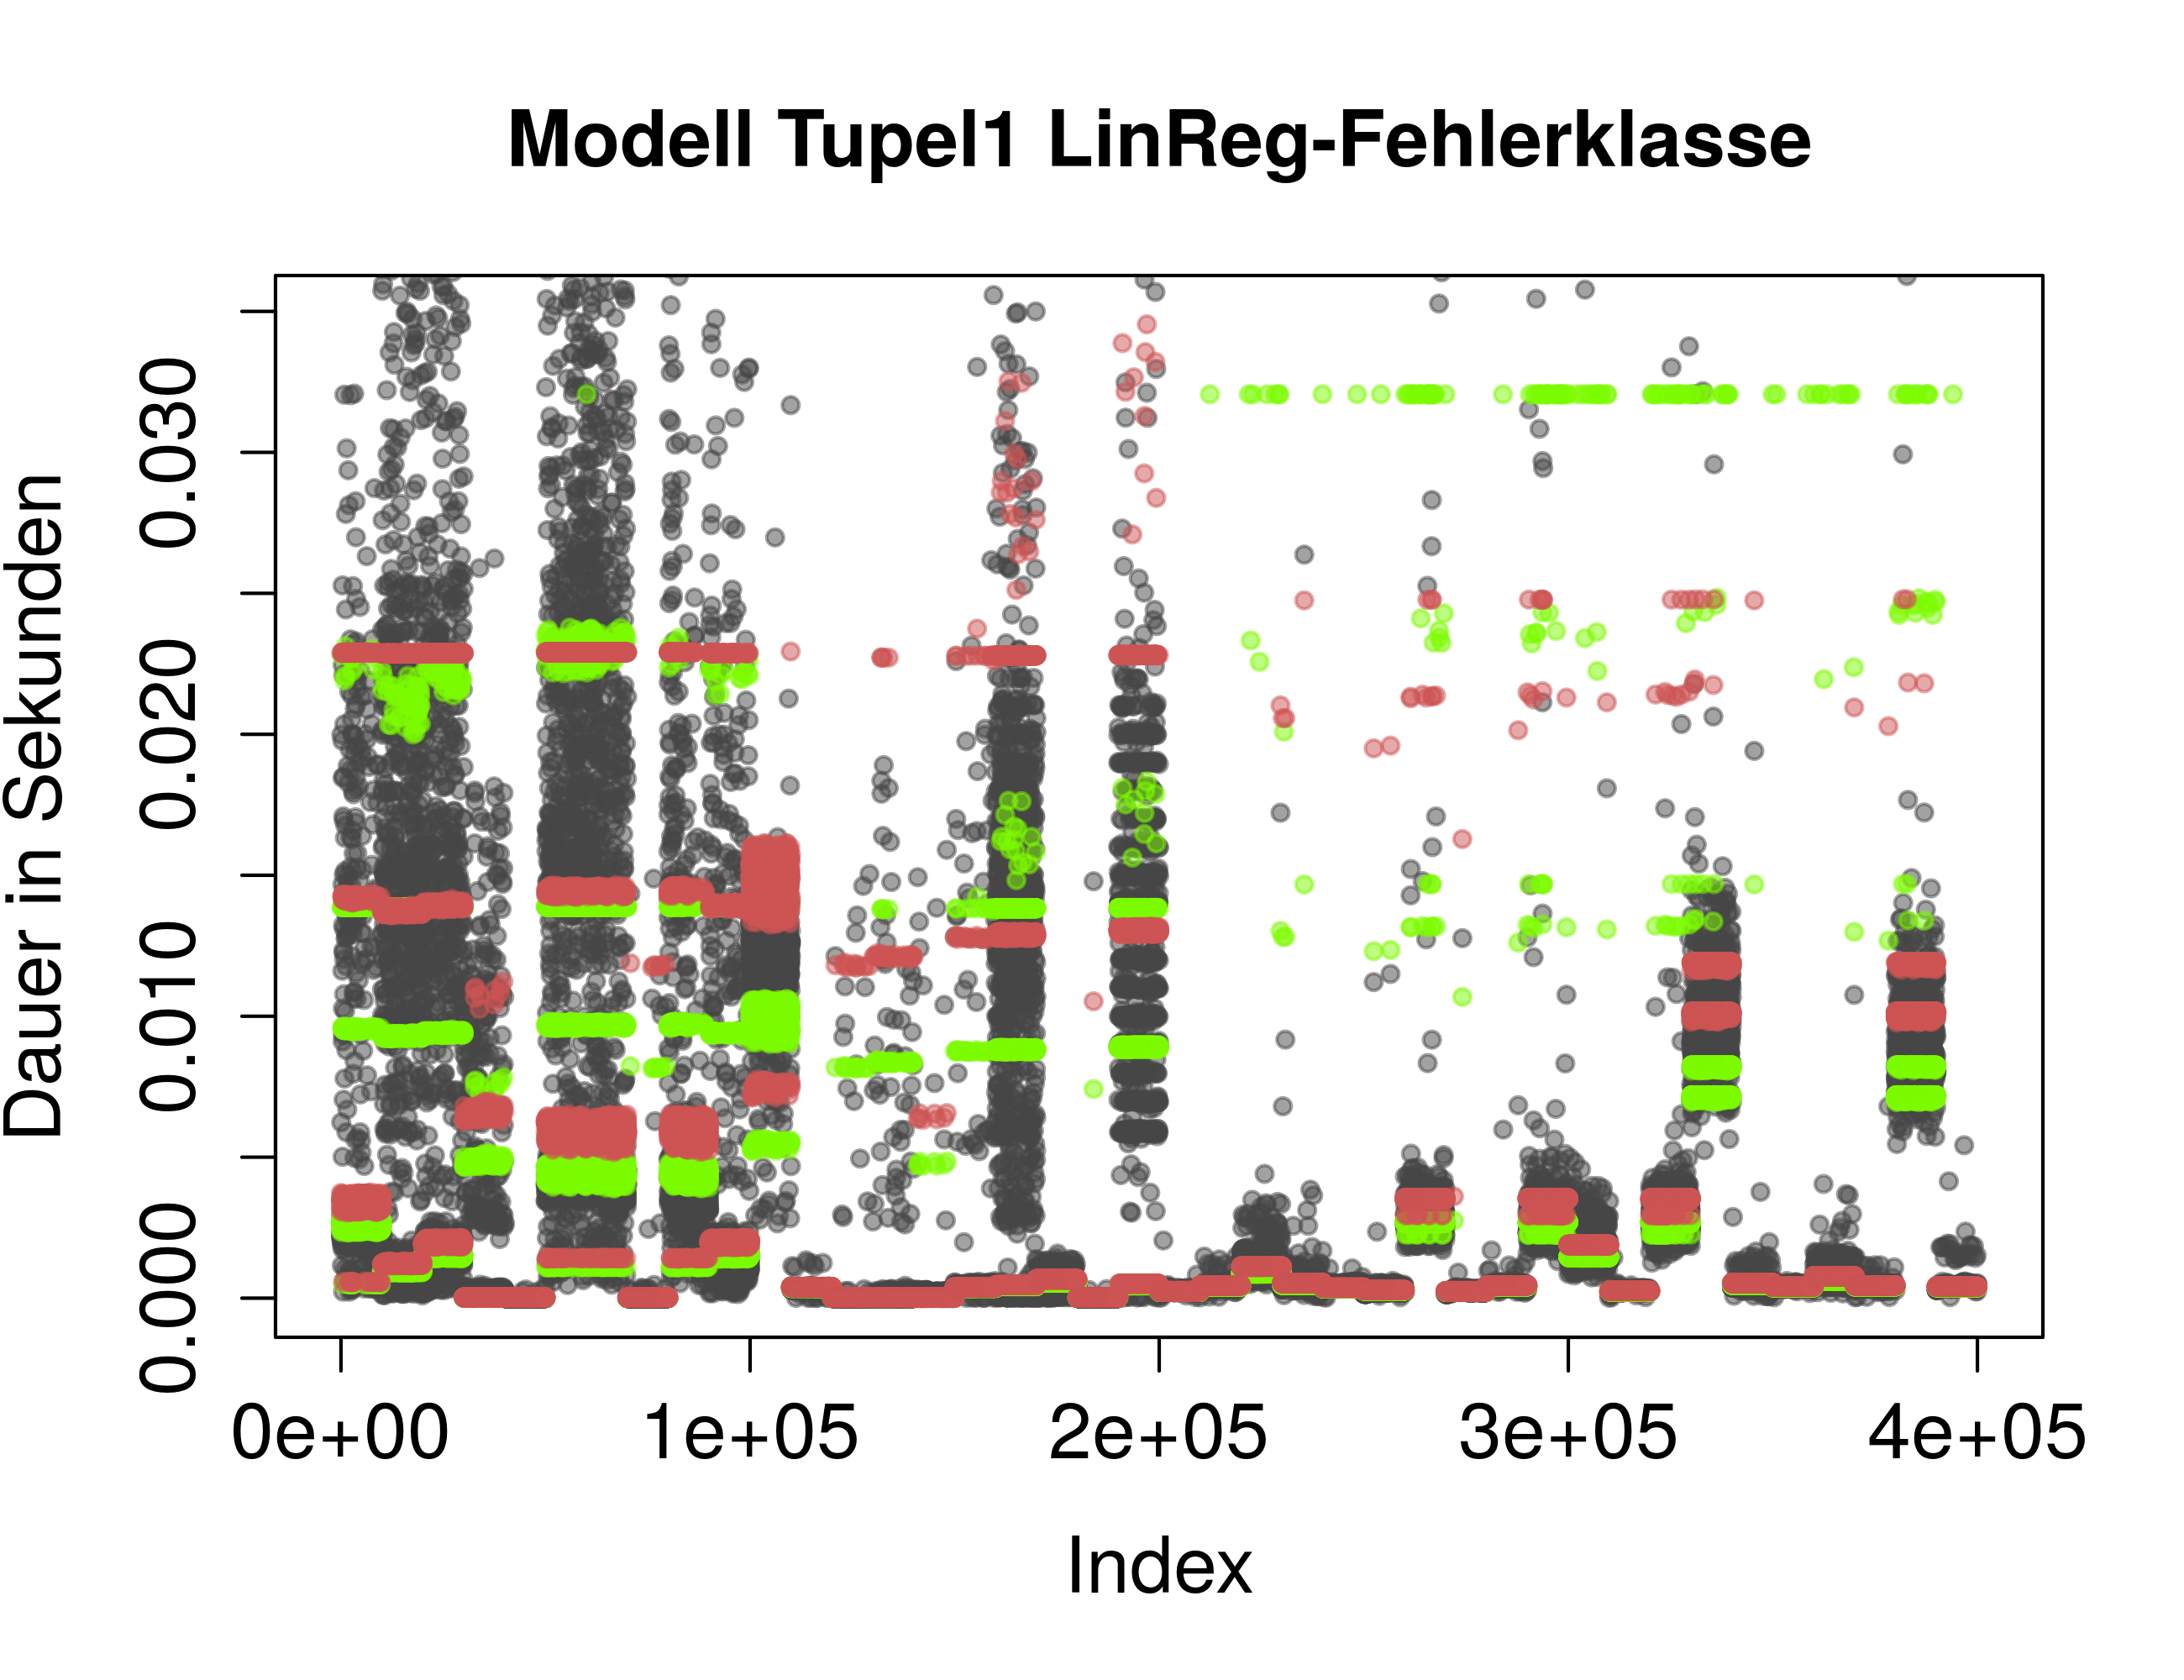 Modell Tupel1 LinReg-Fehlerklasse
Dauer in Sekunden
0.030
0.020
0.010
0.000
0e+00 1e+05 2e+05 3e+05 4e+05
Index